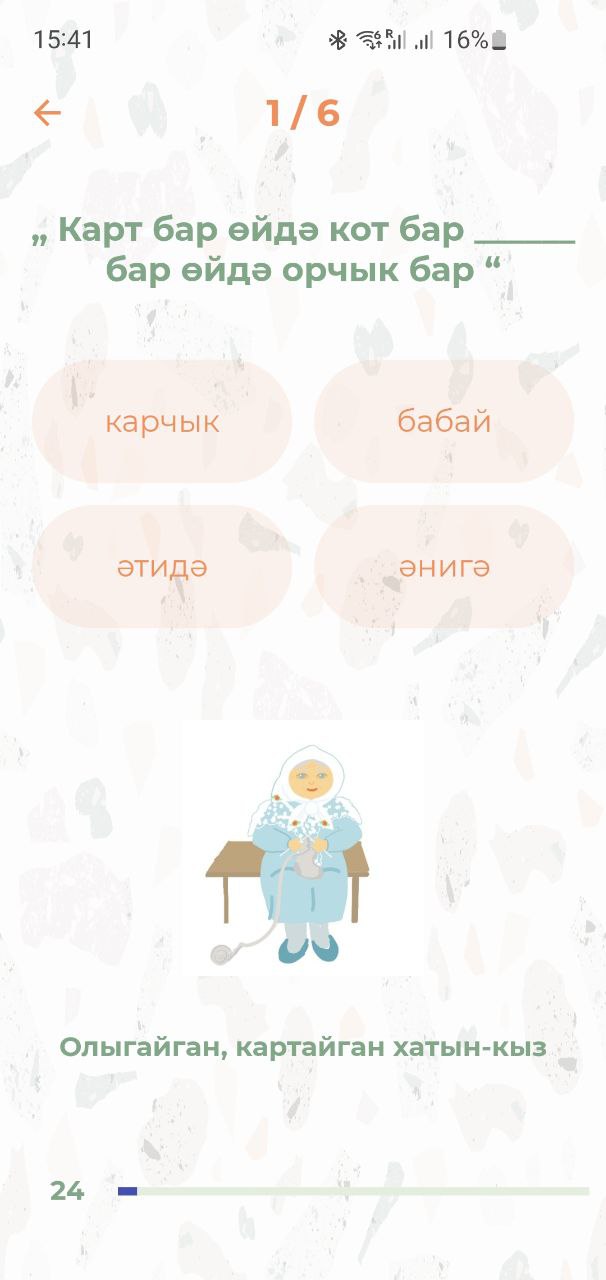 15:41
R
16%
1 / 6
„ Карт бар өйдә кот бар ______
бар өйдә орчык бар “
карчык
бабай
әтидә
әнигә
Олыгайган, картайган хатын-кыз
24